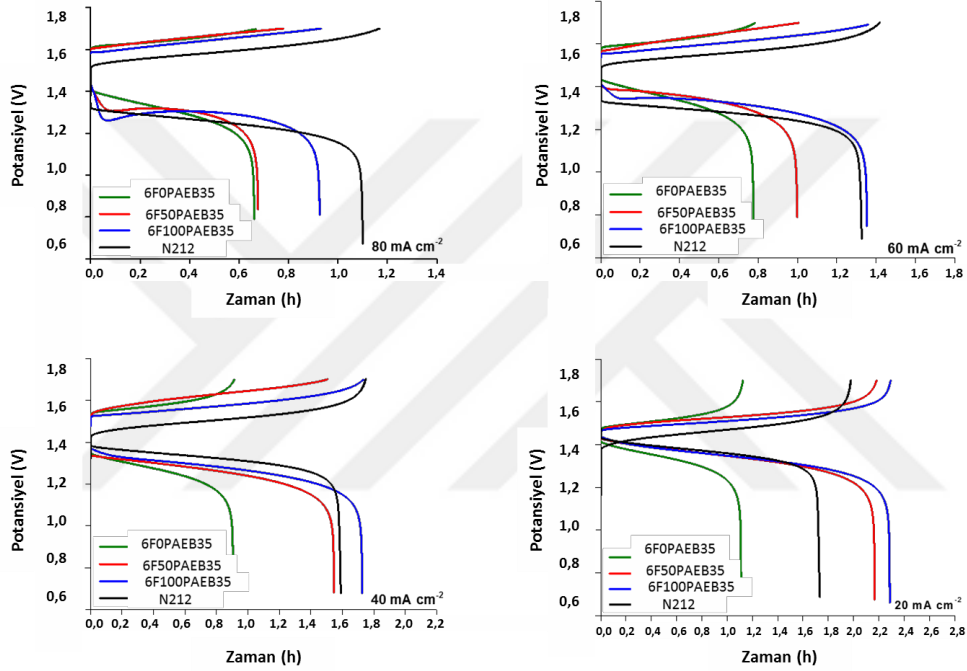 1,8
1,6
1,4
1,2
1,0
0,8
0,6
Potansiyel (V)
6F0PAEB35
6F50PAEB35
6F100PAEB35
N212
80 mA cm-2
0,0 0,2 0,4 0,6 0,8 1,0 1,2 1,4
Zaman (h)
1,8
1,6
1,4
1,2
1,0
0,8
0,6
Potansiyel (V)
6F0PAEB35
6F50PAEB35
6F100PAEB35
N212
60 mA cm-2
0,0 0,2 0,4 0,6 0,8 1,0 1,2 1,4 1,6 1,8
Zaman (h)
1,8
1,6
1,4
1,2
1,0
0,8
0,6
Potansiyel (V)
6F0PAEB35
6F50PAEB35
6F100PAEB35
N212
40 mA cm-2
0,0 0,2 0,4 0,6 0,8 1,0 1,2 1,4 1,6 1,8 2,0 2,2
Zaman (h)
1,8
1,6
1,4
1,2
1,0
0,8
0,6
Potansiyel (V)
6F0PAEB35
6F50PAEB35
6F100PAEB35
N212
20 mA cm-2
0,0 0,2 0,4 0,6 0,8 1,0 1,2 1,4 1,6 1,8 2,0 2,2 2,4 2,6 2,8
Zaman (h)